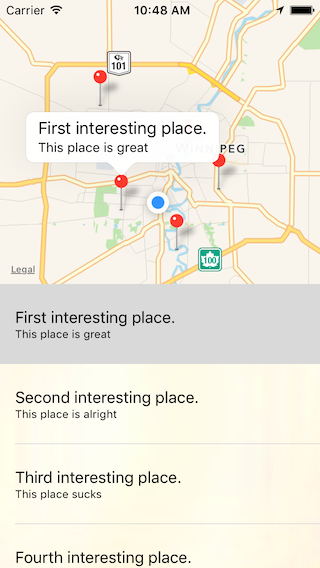 Carrier 10:48 AM
101
First interesting place.
This place is great
WINNIPEG
100
Legal
First interesting place.
This place is great
Second interesting place.
This place is alright
Third interesting place.
This place sucks
Fourth interesting place.